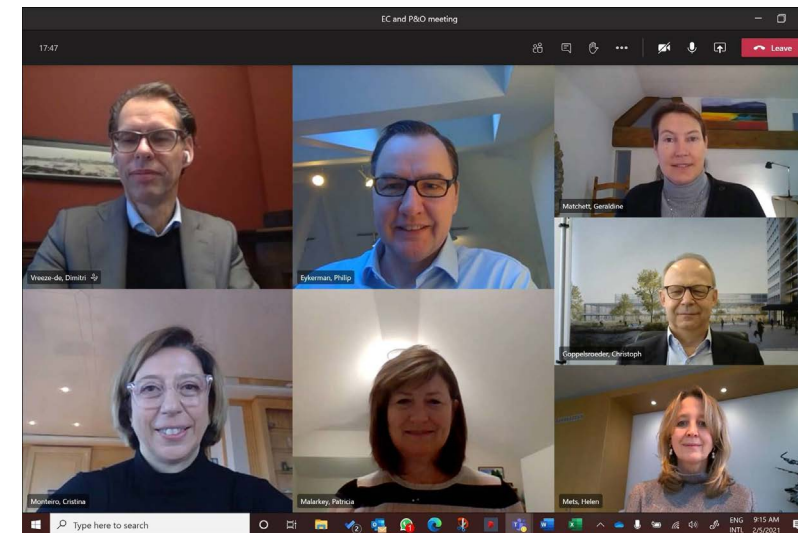 EC and P&O meeting
17:47
Leave
Vreeze-de, Dimitri
Eykerman, Philip
Matchett, Geraldine
Goppelsroeder, Christoph
Monteiro, Cristina
Malarkey, Patricia
Mets, Helen
Type here to search
ENG
INTL
9:15 AM
2/5/2021